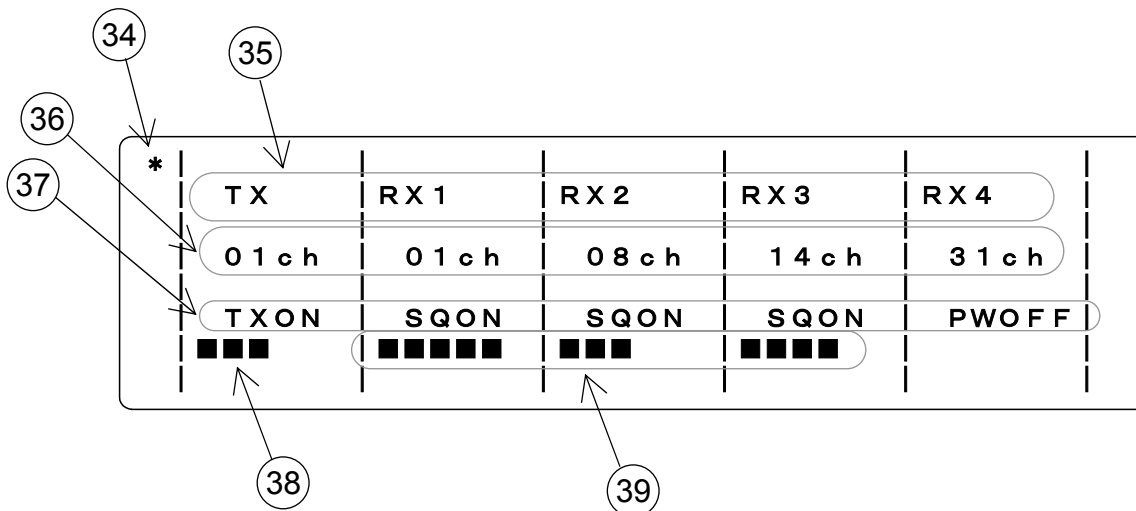 34
35
36
37
*
TX RX1 RX2 RX3 RX4
01ch 01ch 08ch 14ch 31ch
TXON SQON SQON SQON PWOFF
■■■ ■■■■■ ■■■ ■■■■
38
39